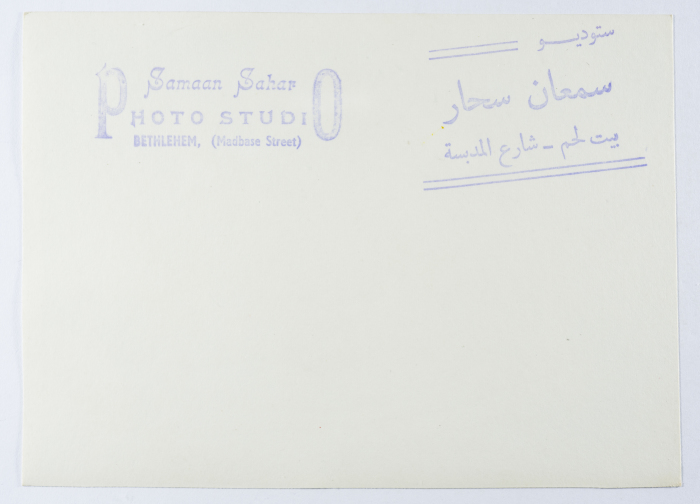 Samaan Sahar
PHOTO STUDIO
BETHLEHEM, (Madbase Street)
ستوديو
سمعان سحار
بيت لحم - شارع المدبسة